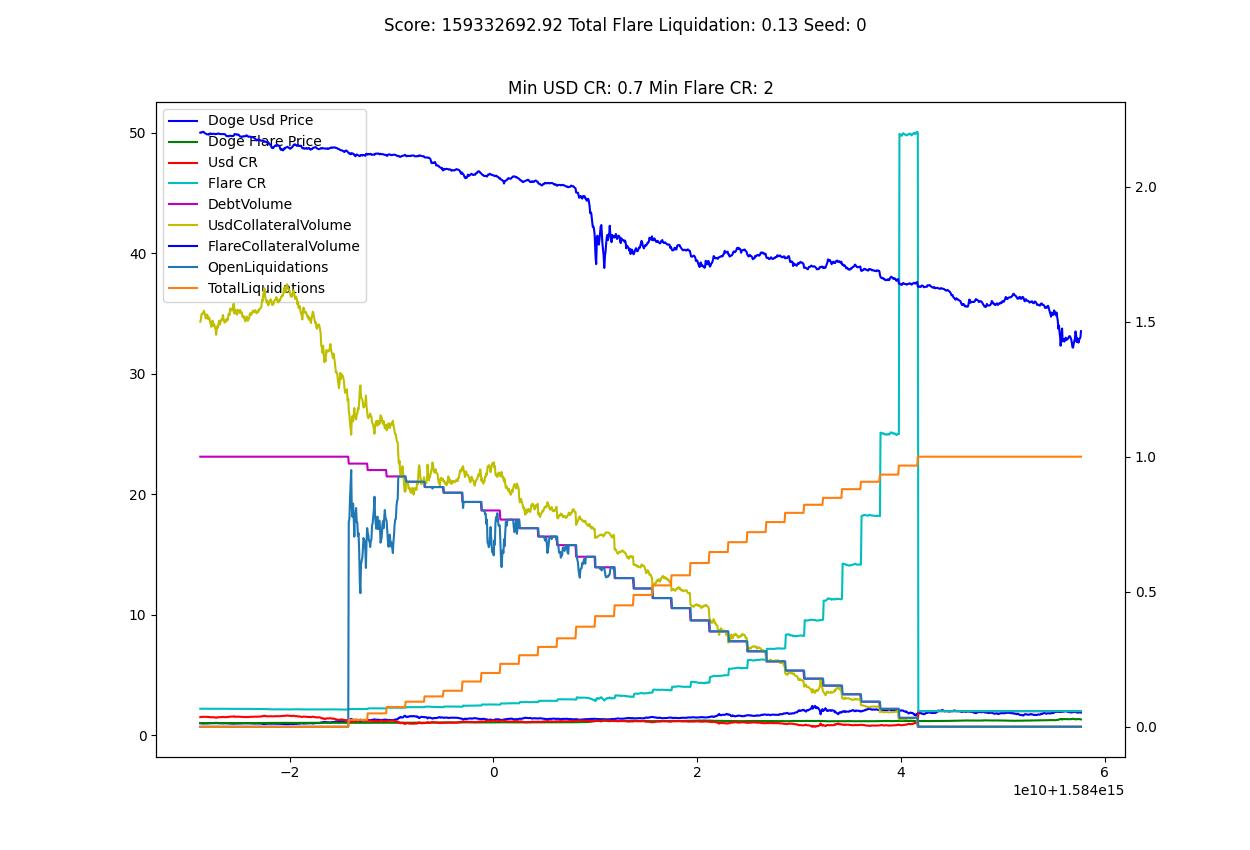 Score: 159332692.92 Total Flare Liquidation: 0.13 Seed: 0
Min USD CR: 0.7 Min Flare CR: 2
Doge Usd Price
Doge Flare Price
Usd CR
Flare CR
DebtVolume
UsdCollateralVolume
FlareCollateralVolume
OpenLiquidations
TotalLiquidations
50
40
30
20
10
0
2.0
1.5
1.0
0.5
0.0
−2
0
2
4
6
1e10+1.584e15